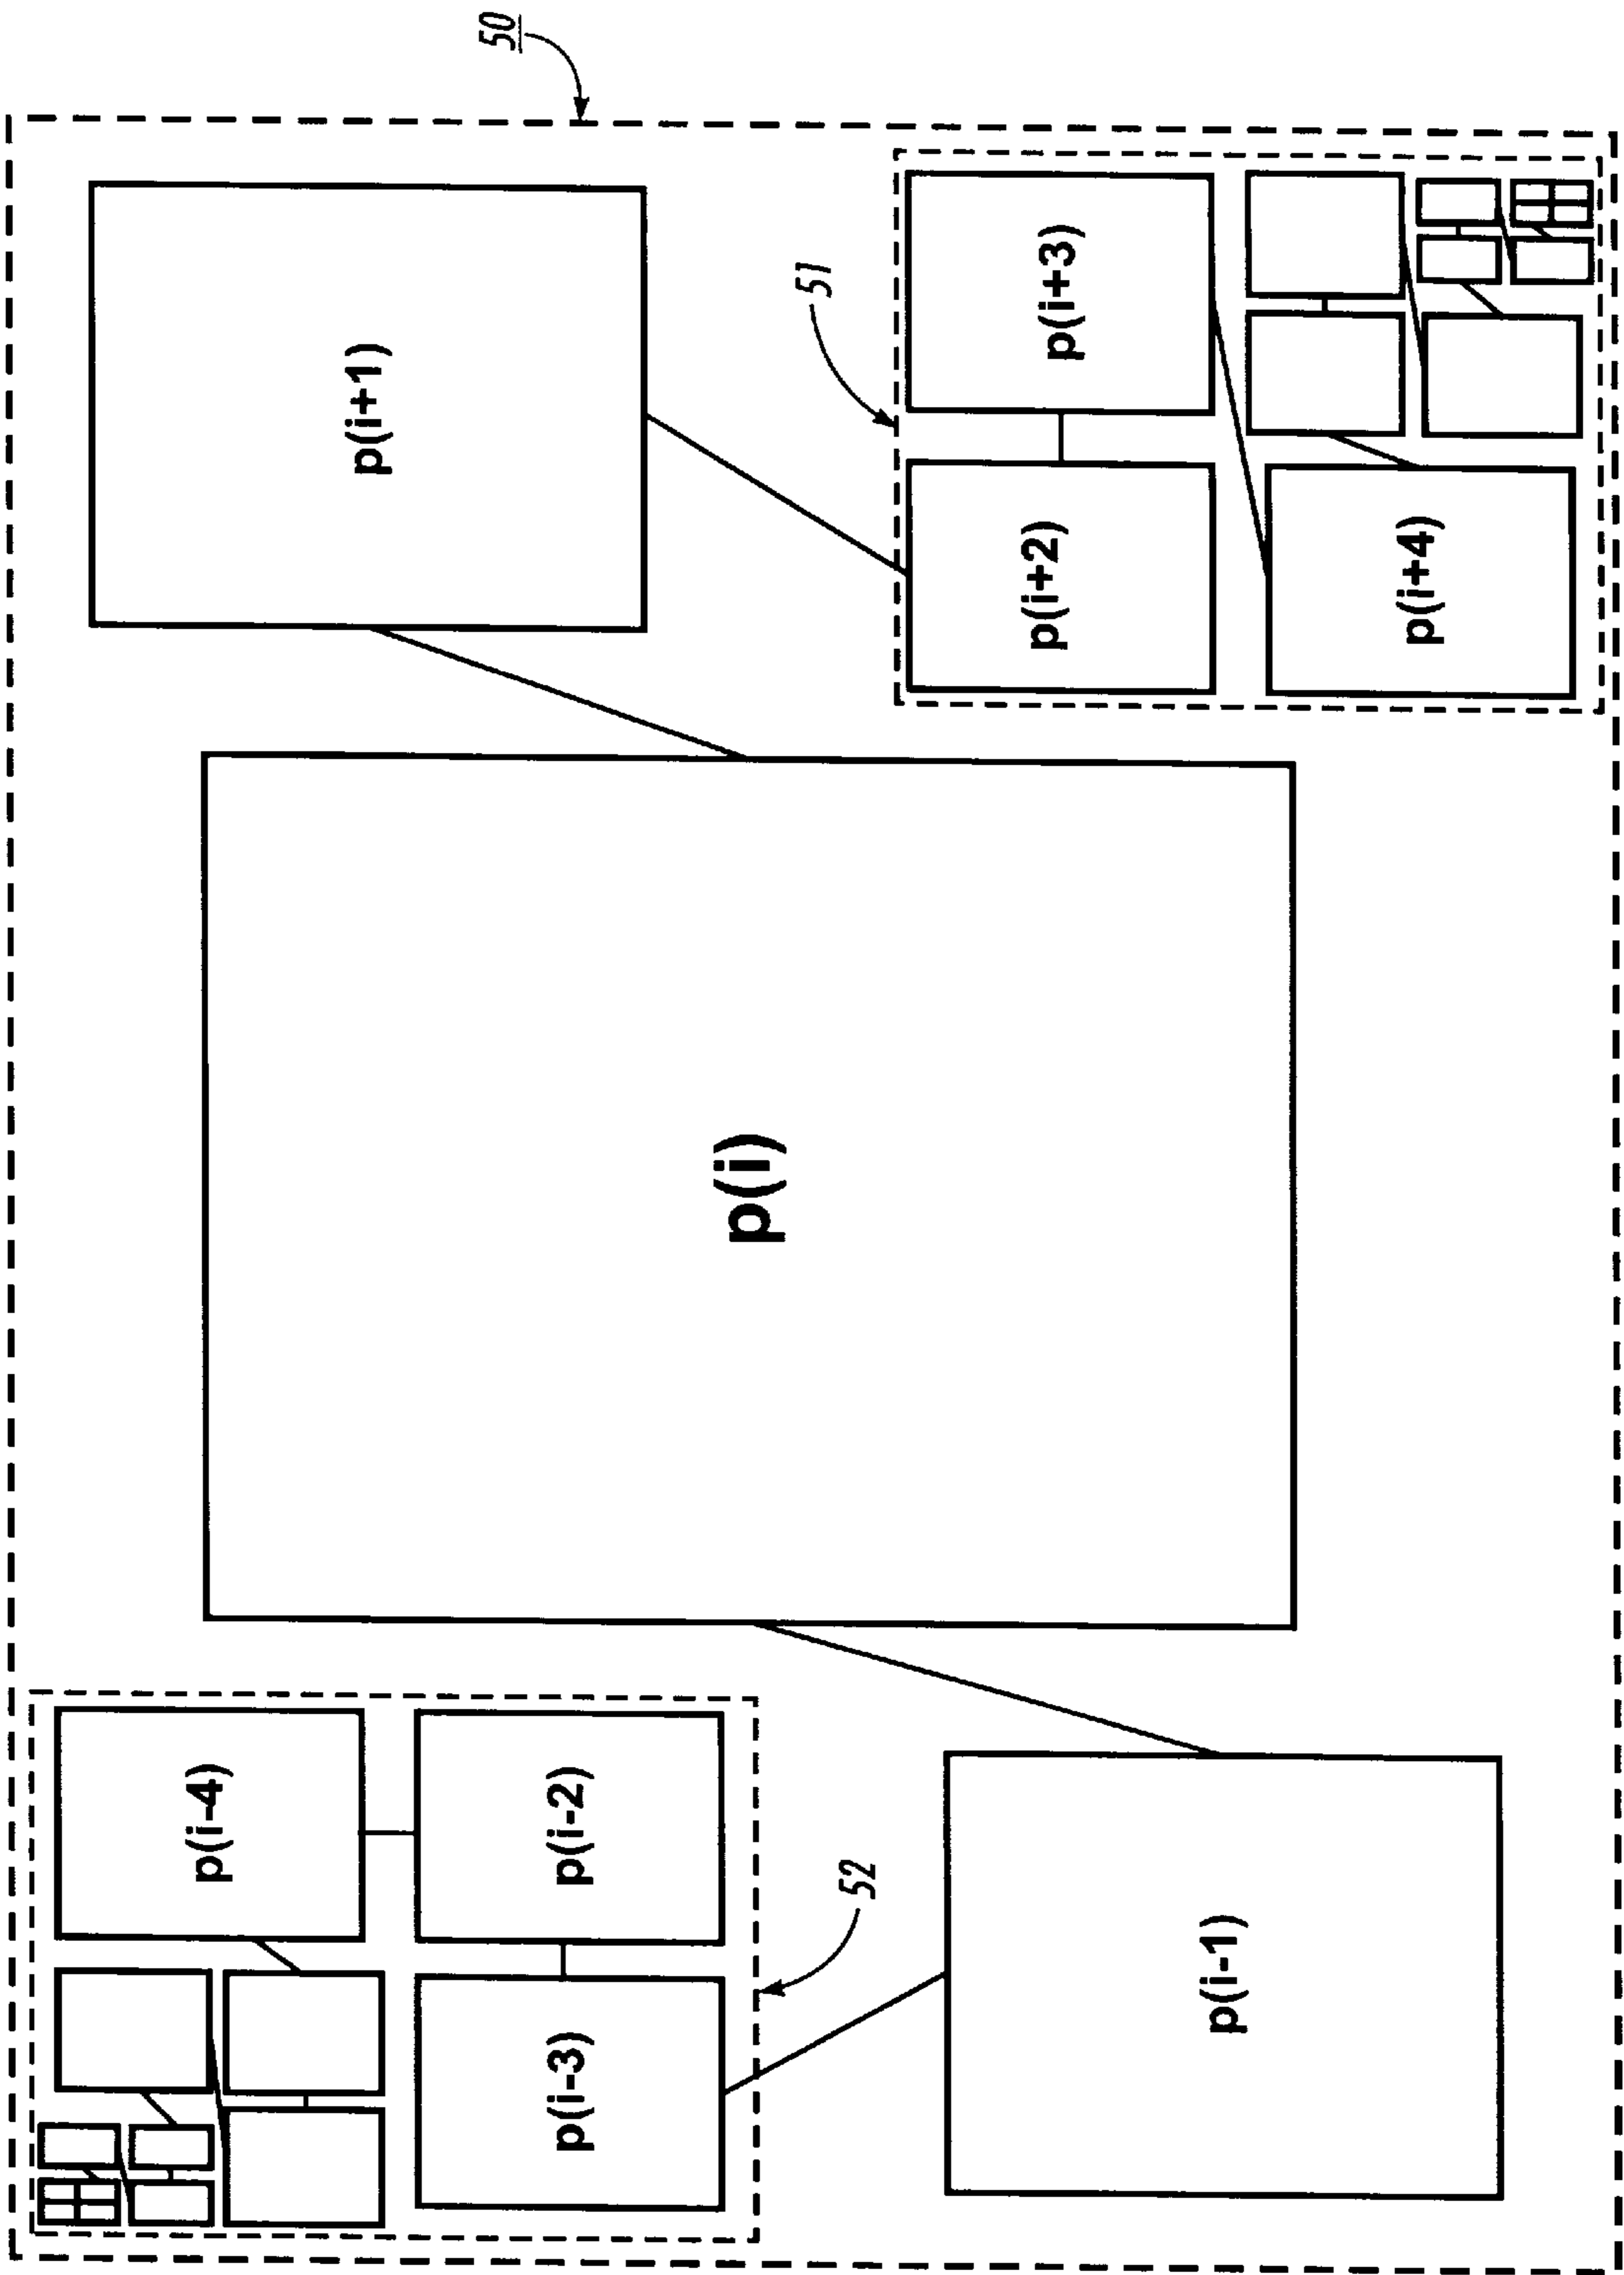 50
p(i-4)
p(i+1)
p(i-3)
p(i-2)
p(i)
51
52
p(i+2)
p(i+3)
p(i-1)
p(i+4)